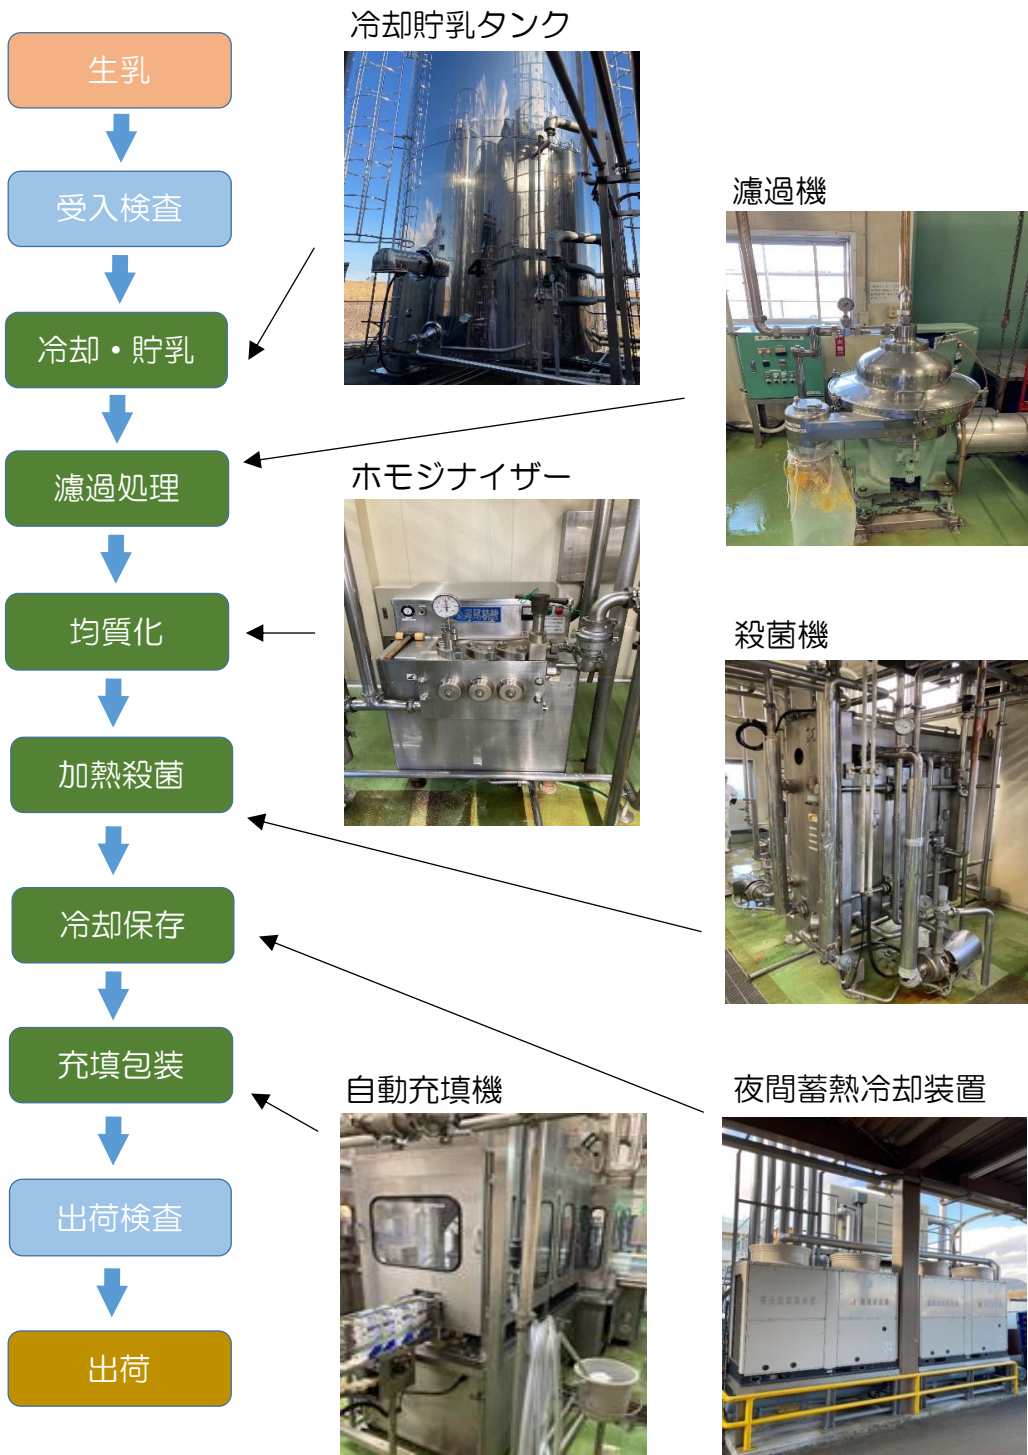 冷却貯乳タンク
生乳
受入検査
濾過機
冷却・貯乳
濾過処理
ホモジナイザー
均質化
殺菌機
加熱殺菌
冷却保存
充填包装
自動充填機
夜間蓄熱冷却装置
出荷検査
出荷